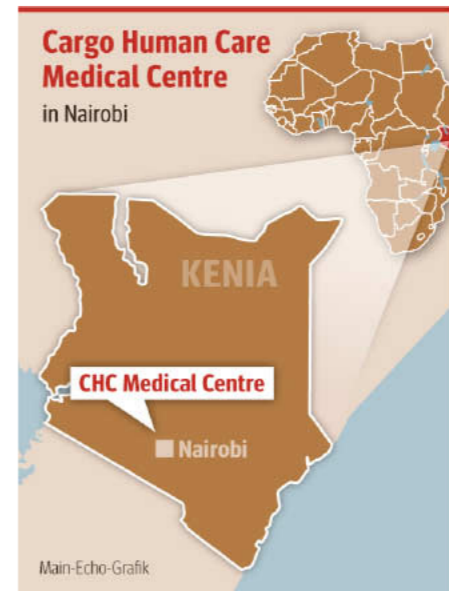 Cargo Human Care
Medical Centre
in Nairobi
KENIA
CHC Medical Centre
Nairobi
Main-Echo-Grafik